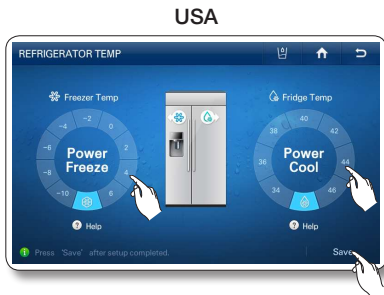 USA
REFRIGERATOR TEMP
Freezer Temp
-2
-4
0
-6
2
-8
4
-10
6
Power
Freeze
? Help
Fridge Temp
40
38
42
36
44
34
Power
Cool
? Help
i Press 'Save' after setup completed.
Save